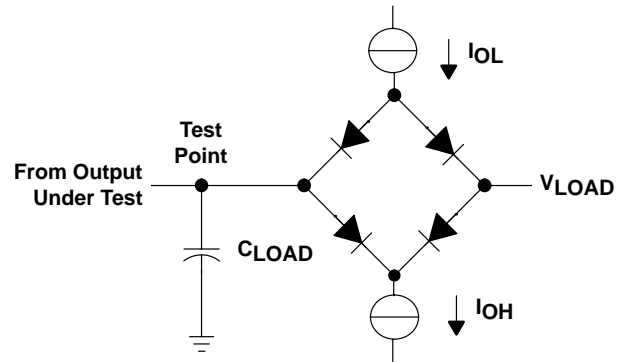 IOL
Test
Point
From Output
Under Test
VLOAD
CLOAD
IOH